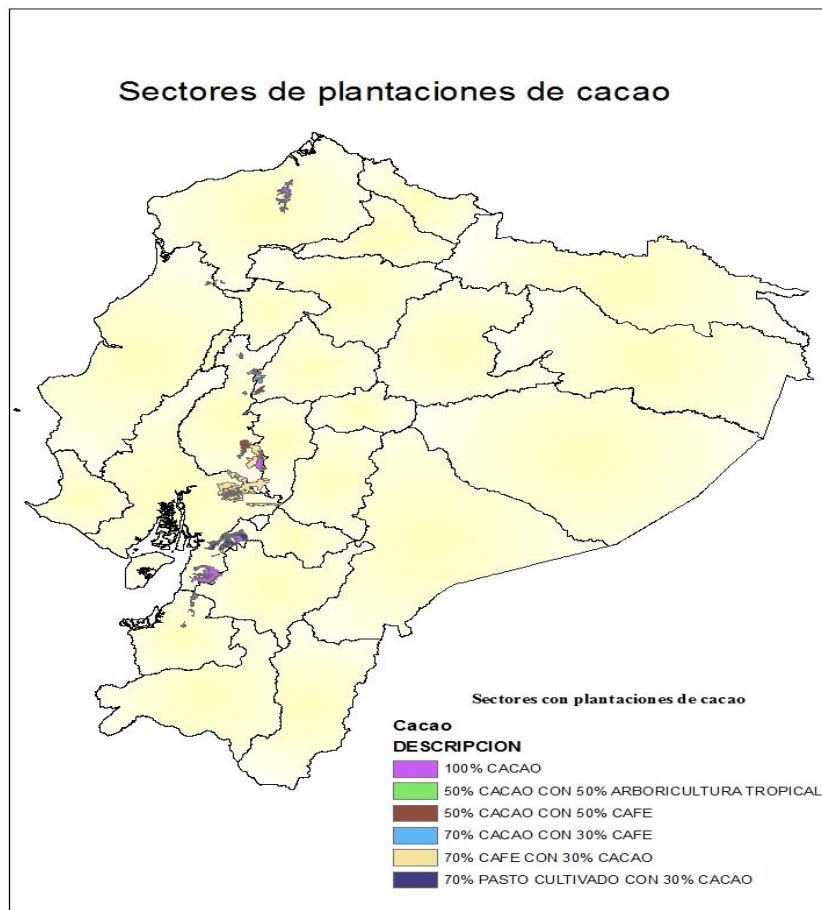 Sectores de plantaciones de cacao
Sectores con plantaciones de cacao
Cacao
DESCRIPCION
100% CACAO
50% CACAO CON 50% ARBORICULTURA TROPICAL
50% CACAO CON 50% CAFE
70% CACAO CON 30% CAFE
70% CAFE CON 30% CACAO
70% PASTO CULTIVADO CON 30% CACAO